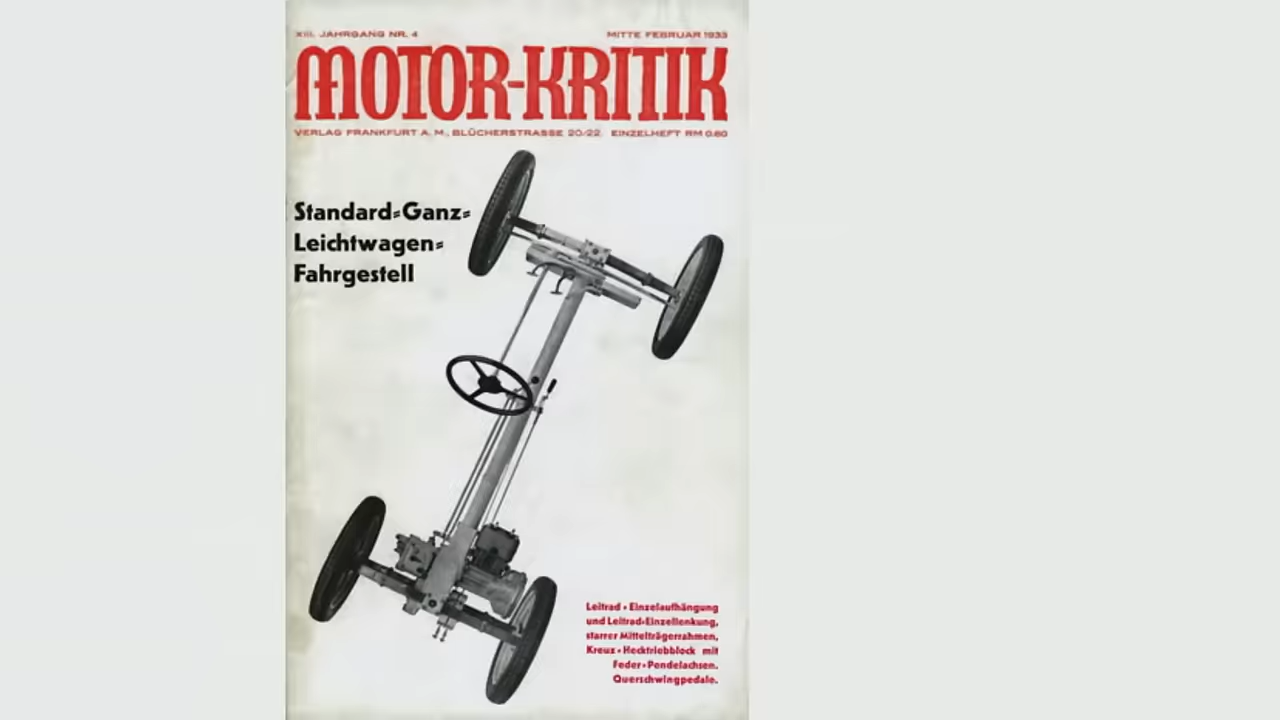 XIII. JAHRGANG NR. 4 MITTE FEBRUAR 1933
MOTOR-KRITIK
VERLAG FRANKFURT A. M., BLÜCHERSTRASSE 20/22 EINZELHEFT RM 0.60
Standard-Ganz-
Leichtwagen-
Fahrgestell
Leitrad-Einzelaufhängung
und Leitrad-Einzellenkung,
starrer Mittelträgerrahmen,
Kreuz-Hecktriebblock mit
Feder-Pendelachsen.
Querschwingpedale.